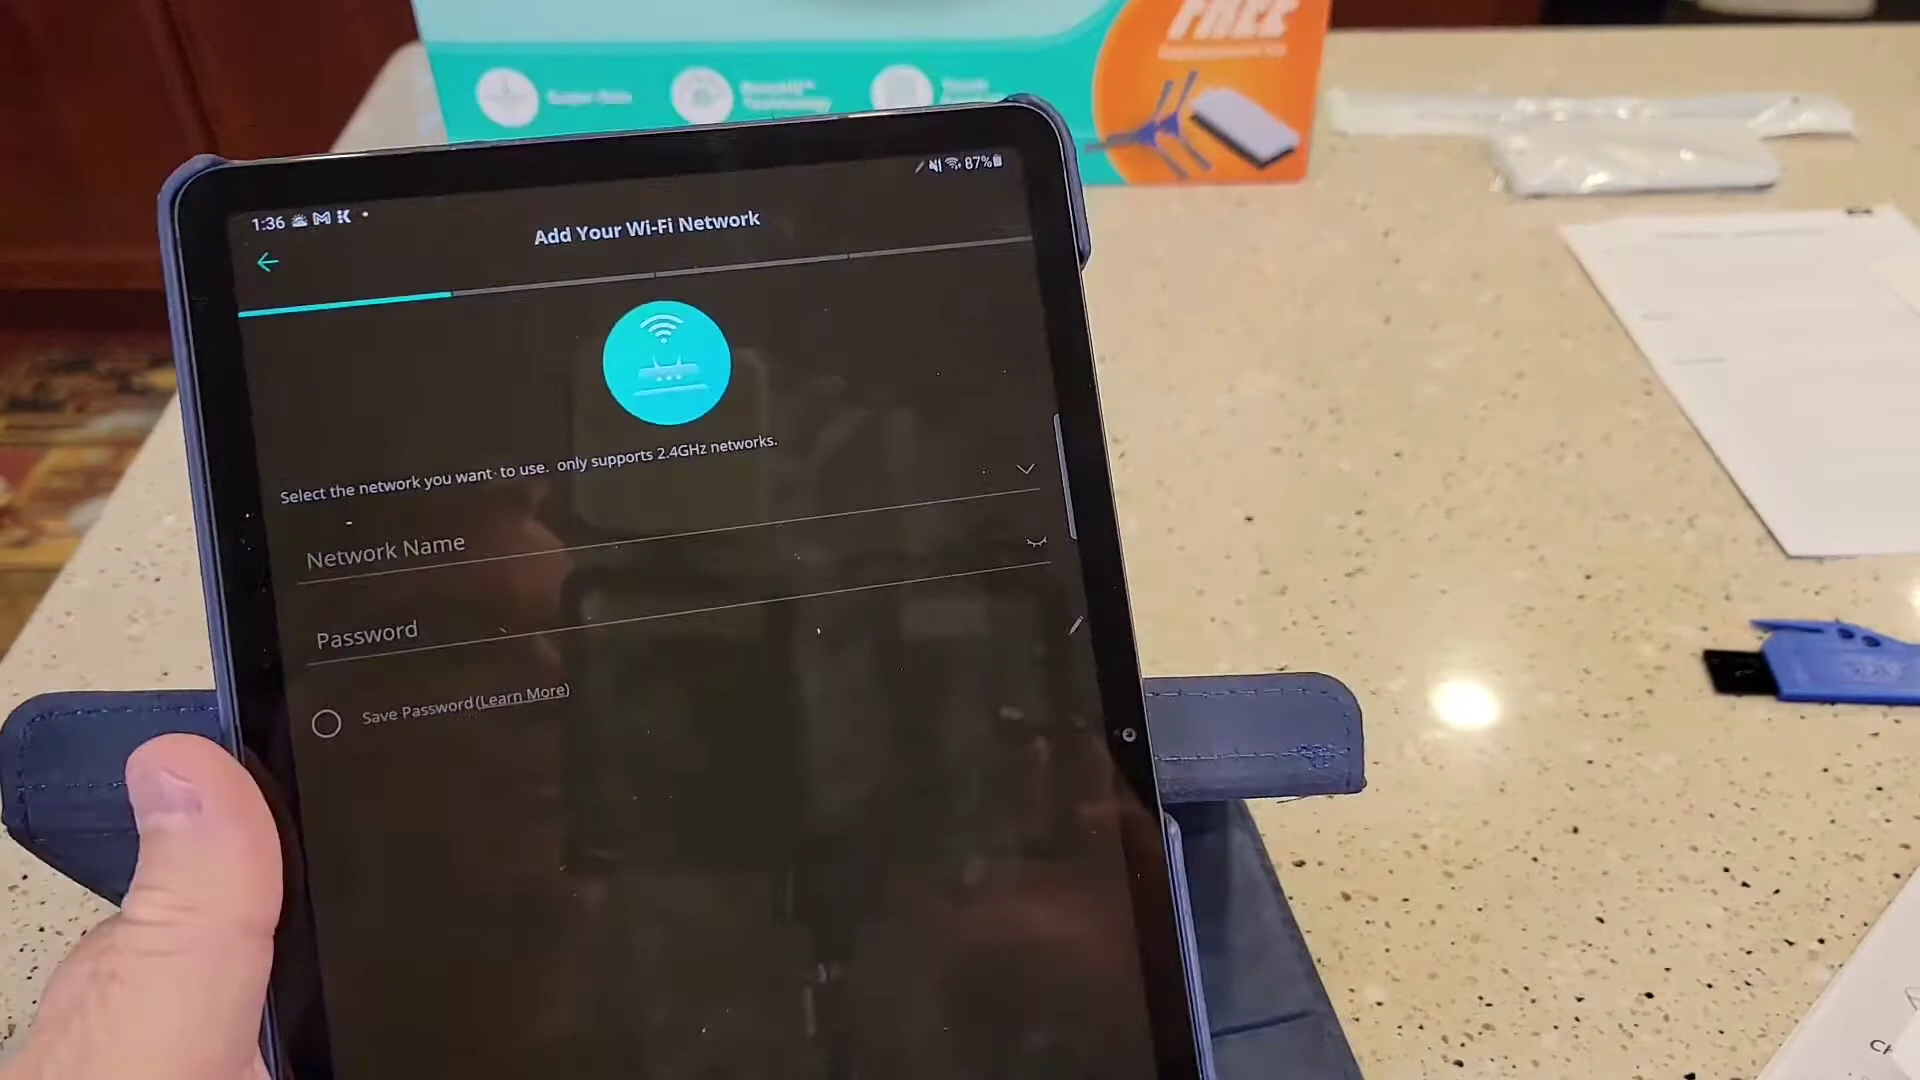 FREE
Technology
1:36
87%
Add Your Wi-Fi Network
Select the network you want to use. only supports 2.4GHz networks.
Network Name
Password
Save Password (Learn More)